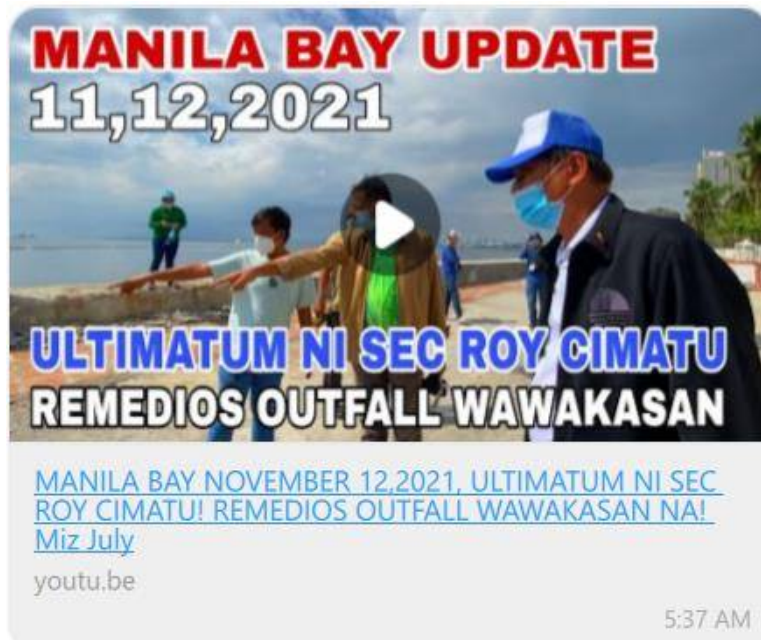 MANILA BAY UPDATE
11,12,2021
ULTIMATUM NI SEC ROY CIMATU
REMEDIOS OUTFALL WAWAKASAN
MANILA BAY NOVEMBER 12,2021, ULTIMATUM NI SEC
ROY CIMATU! REMEDIOS OUTFALL WAWAKASAN NA!
Miz July
youtu.be
5:37 AM